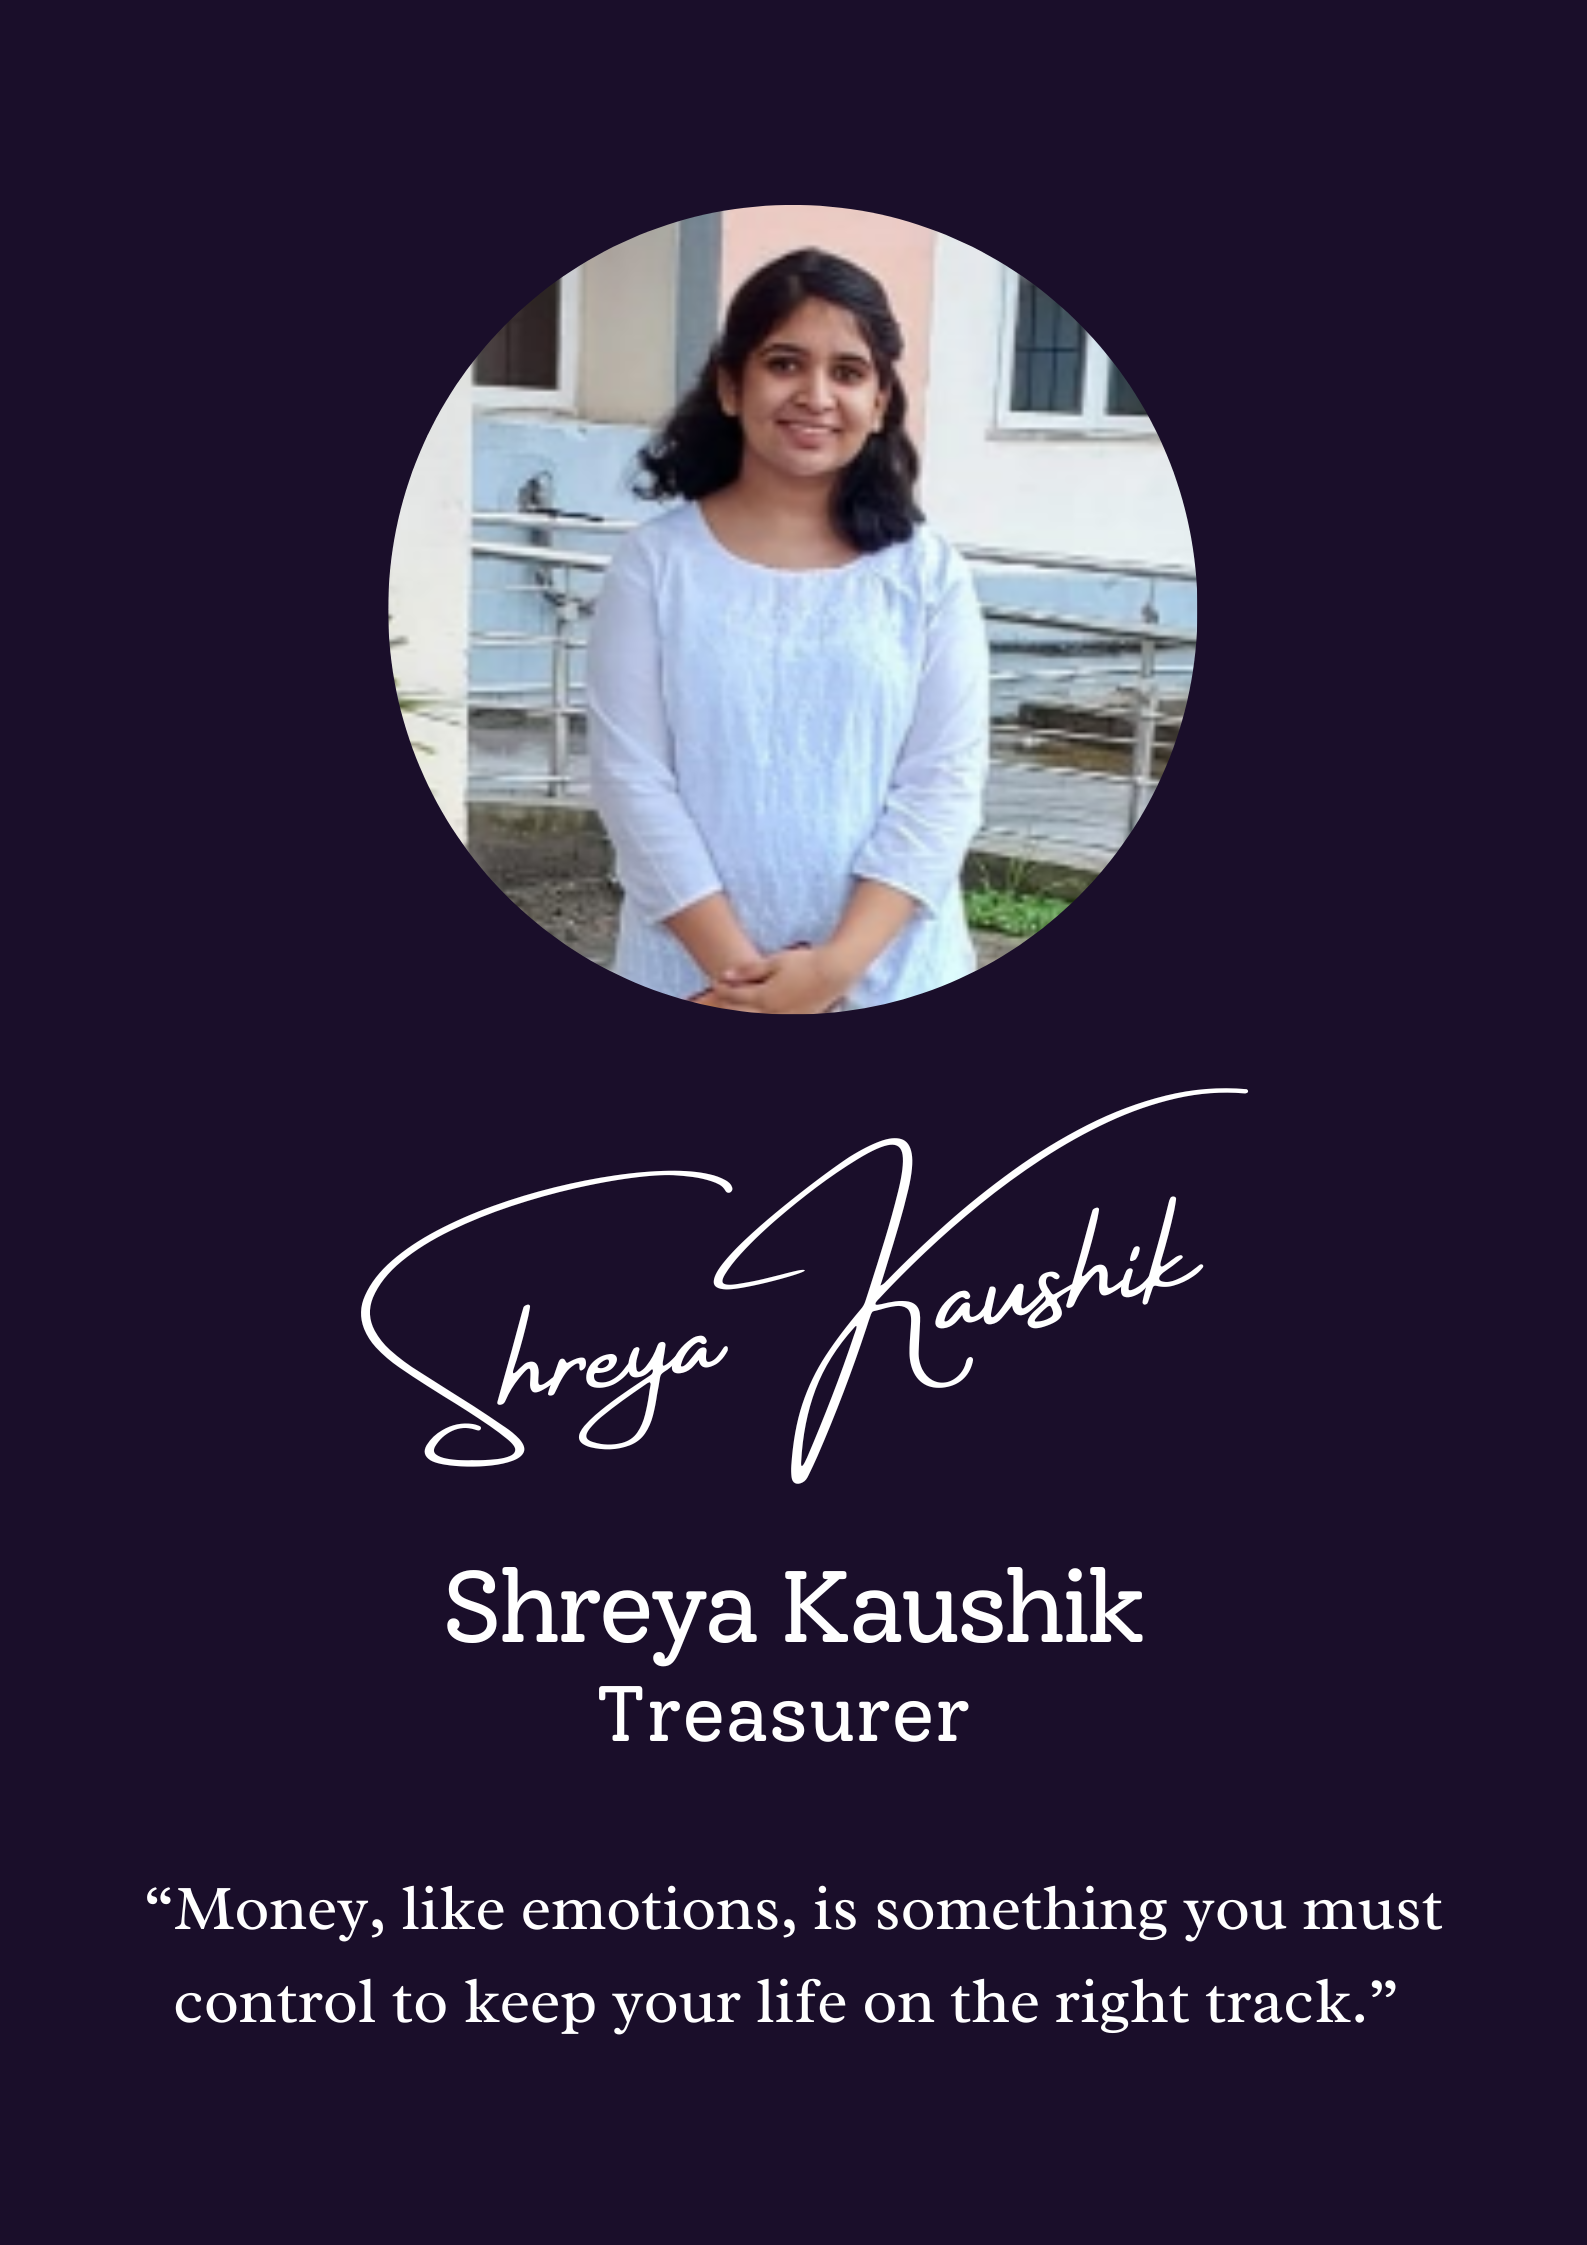 Shreya Kaushik
Shreya Kaushik
Treasurer
“Money, like emotions, is something you must
control to keep your life on the right track.”